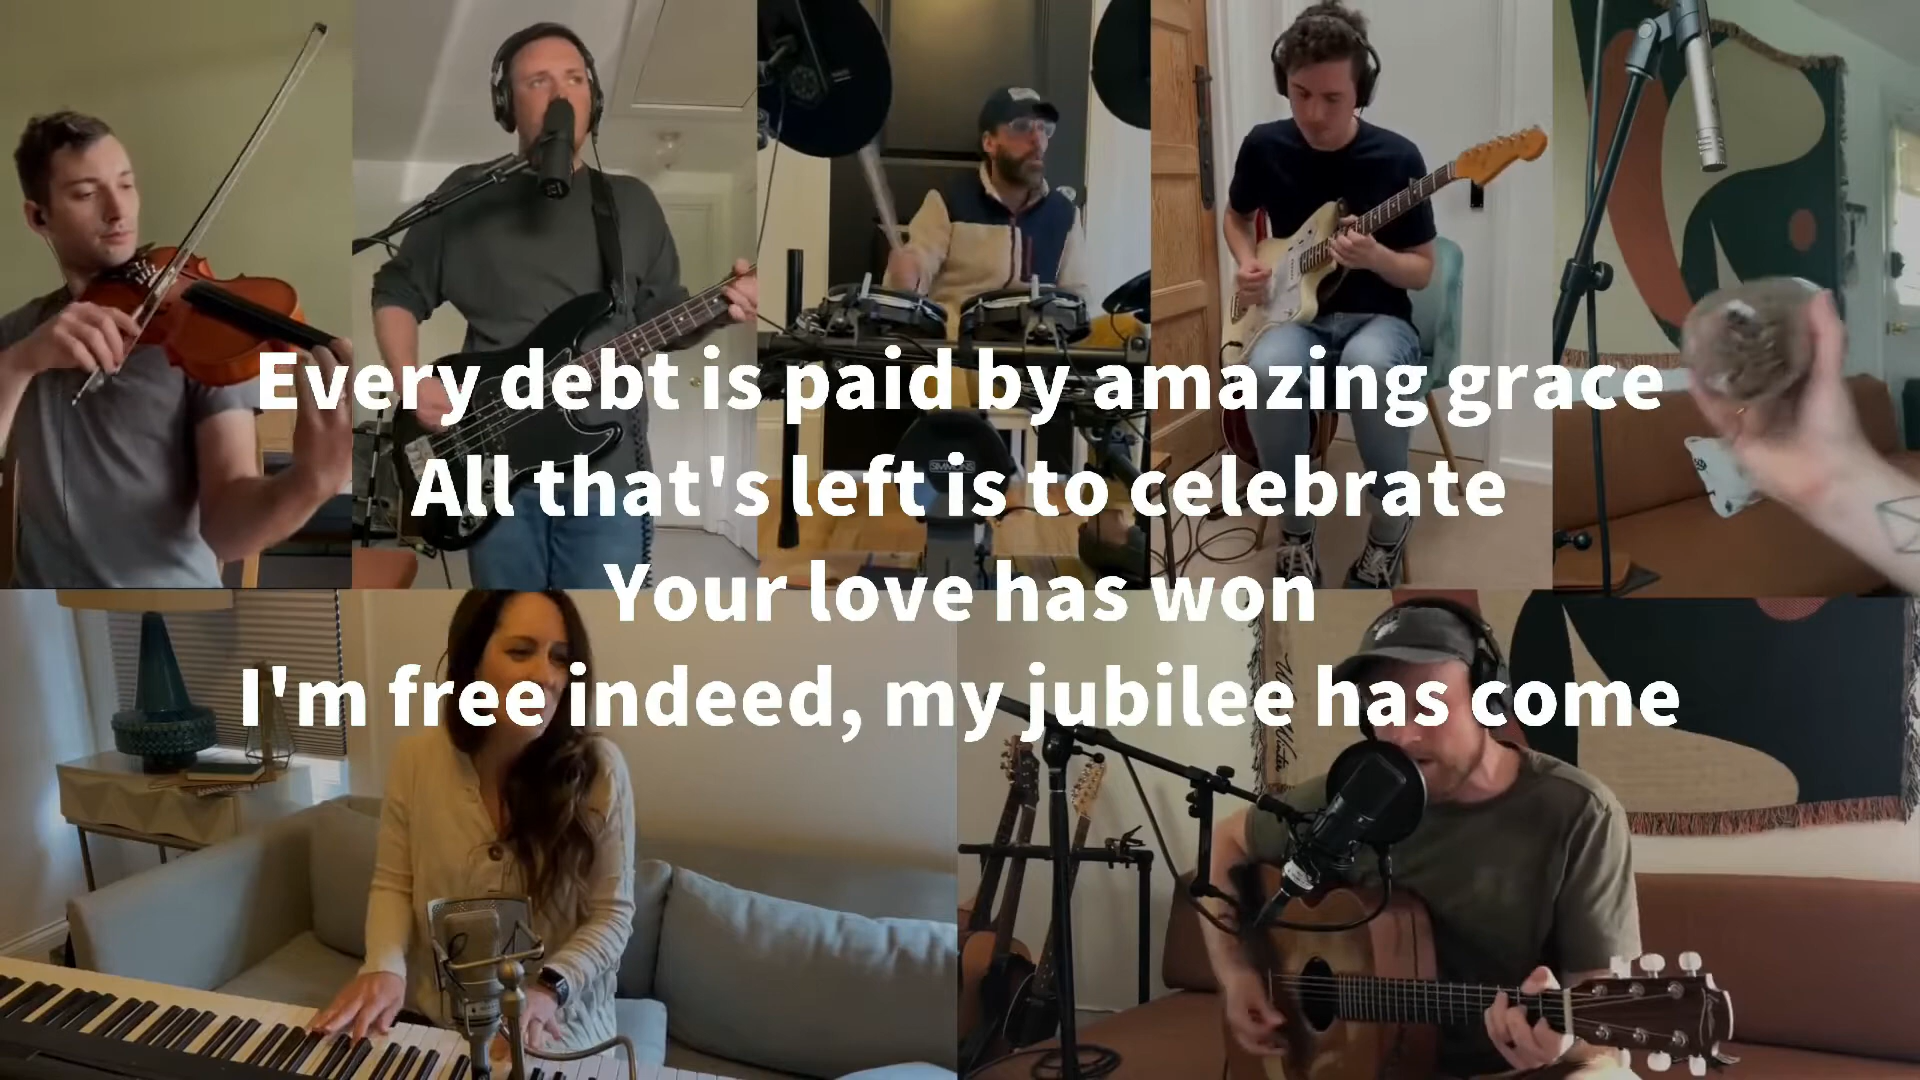 Every debt is paid by amazing grace
All that's left is to celebrate
Your love has won
I'm free indeed, my jubilee has come
SIMMONS